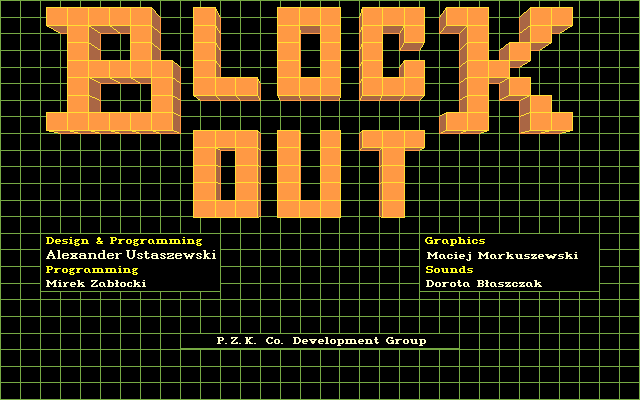 BLOCK
OUT
Design & Programming
Alexander Ustaszewski
Programming
Mirek Zabłocki
Graphics
Maciej Markuszewski
Sounds
Dorota Błaszczak
P.Z.K. Co. Development Group